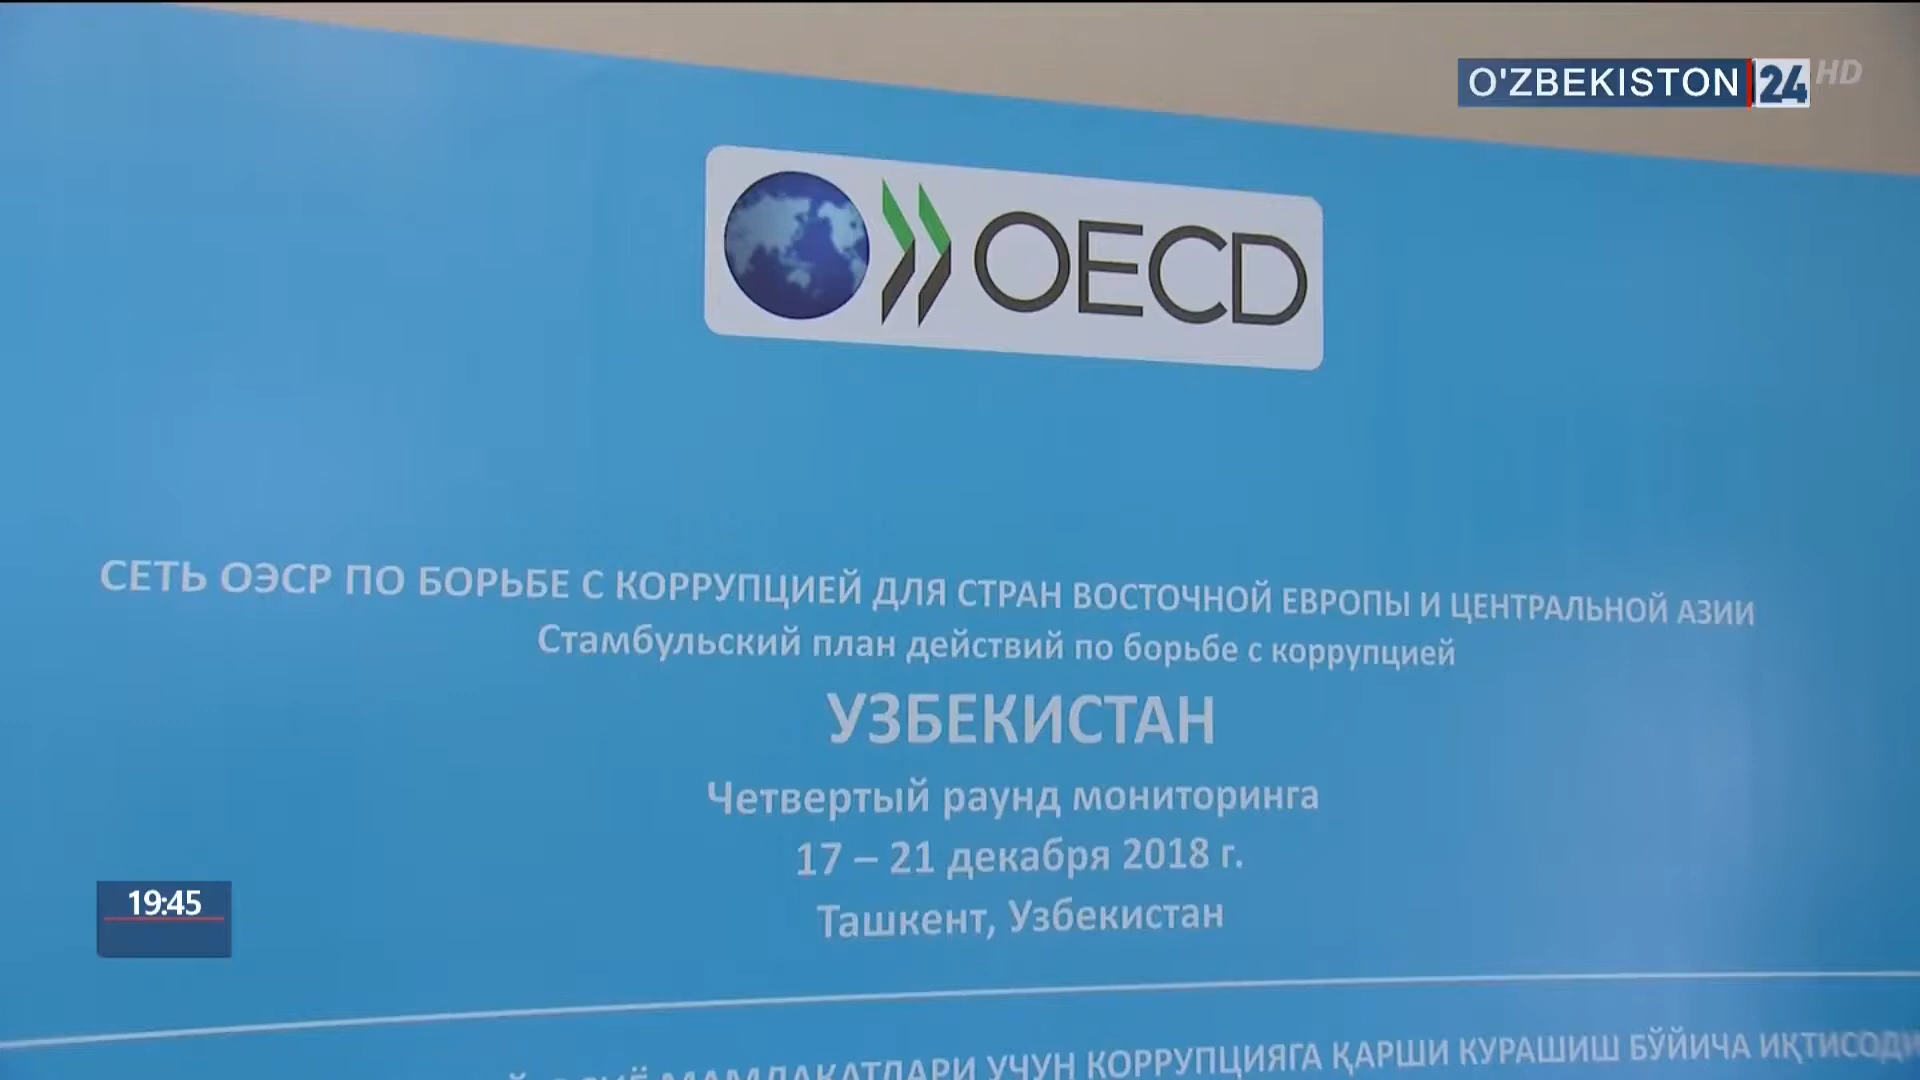 O'ZBEKISTON 24 HD
OECD
СЕТЬ ОЭСР ПО БОРЬБЕ С КОРРУПЦИЕЙ ДЛЯ СТРАН ВОСТОЧНОЙ ЕВРОПЫ И ЦЕНТРАЛЬНОЙ АЗИИ
Стамбульский план действий по борьбе с коррупцией
УЗБЕКИСТАН
Четвертый раунд мониторинга
17 – 21 декабря 2018 г.
Ташкент, Узбекистан
19:45
МАМЛАКАТЛАРИ УЧУН КОРРУПЦИЯГА ҚАРШИ КУРАШИШ БЎЙИЧА